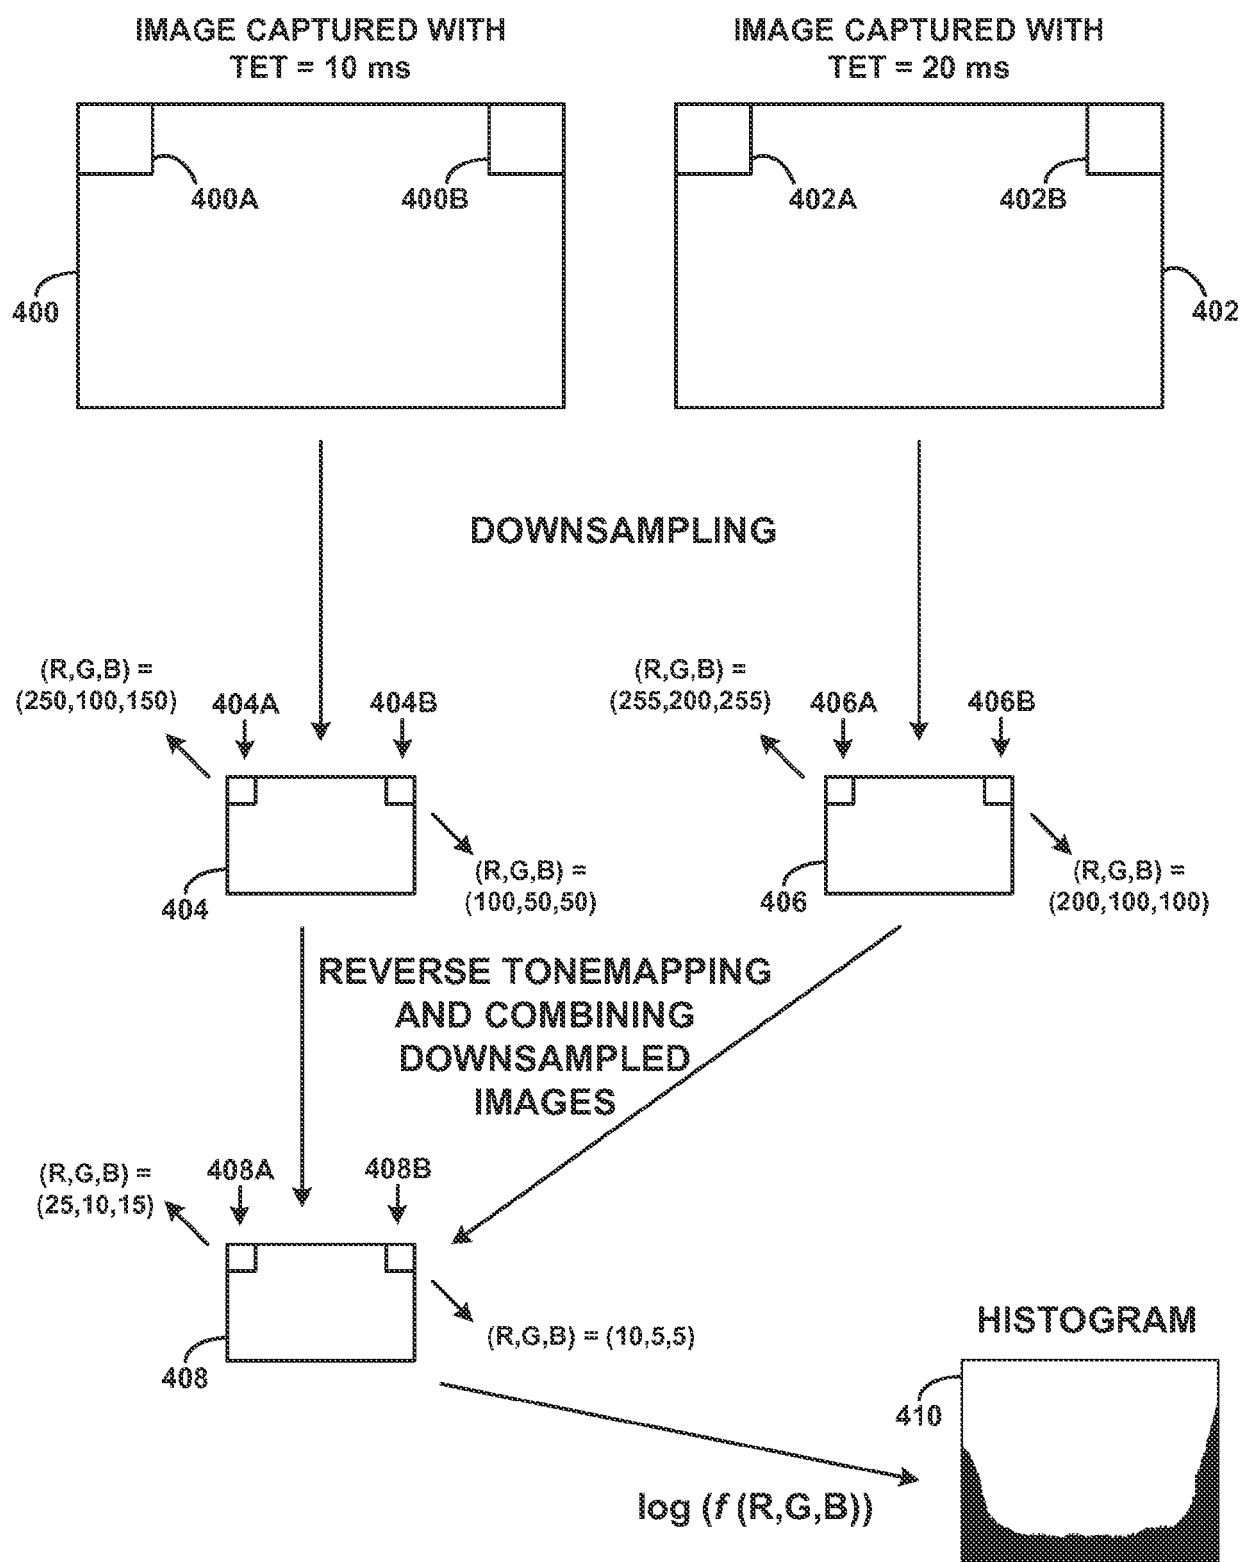 IMAGE CAPTURED WITH
TET = 10 ms
IMAGE CAPTURED WITH
TET = 20 ms
400A
400B
402A
402B
400
402
DOWNSAMPLING
(R,G,B) =
(250,100,150)
404A
404B
(R,G,B) =
(255,200,255)
406A
406B
404
(R,G,B) =
(100,50,50)
406
(R,G,B) =
(200,100,100)
REVERSE TONEMAPPING
AND COMBINING
DOWNSAMPLED
IMAGES
(R,G,B) =
(25,10,15)
408A
408B
408
(R,G,B) = (10,5,5)
HISTOGRAM
410
log (f (R,G,B))